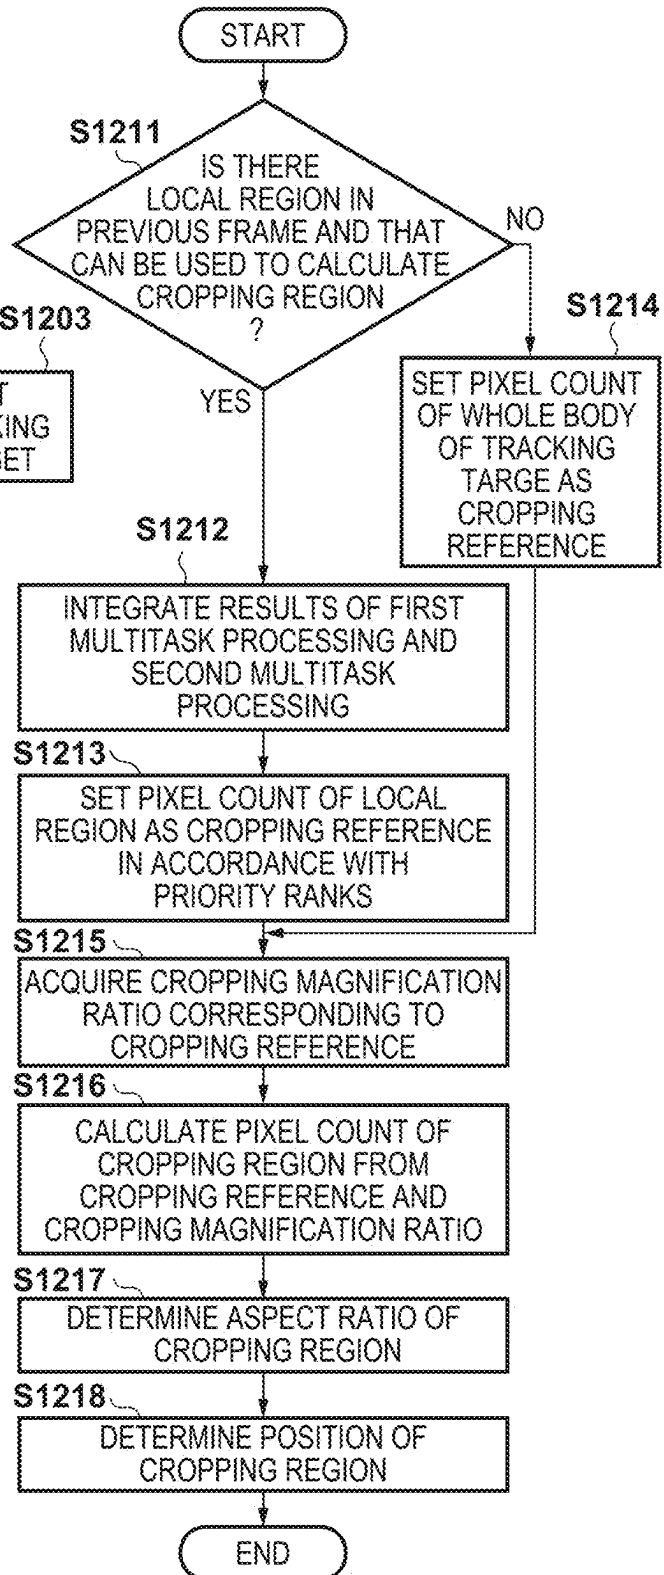 START
S1211
IS THERE
LOCAL REGION IN
PREVIOUS FRAME AND THAT
CAN BE USED TO CALCULATE
CROPPING REGION
?
NO
YES
S1203
T
KING
GET
S1214
SET PIXEL COUNT
OF WHOLE BODY
OF TRACKING
TARGE AS
CROPPING
REFERENCE
S1212
INTEGRATE RESULTS OF FIRST
MULTITASK PROCESSING AND
SECOND MULTITASK
PROCESSING
S1213
SET PIXEL COUNT OF LOCAL
REGION AS CROPPING REFERENCE
IN ACCORDANCE WITH
PRIORITY RANKS
S1215
ACQUIRE CROPPING MAGNIFICATION
RATIO CORRESPONDING TO
CROPPING REFERENCE
S1216
CALCULATE PIXEL COUNT OF
CROPPING REGION FROM
CROPPING REFERENCE AND
CROPPING MAGNIFICATION RATIO
S1217
DETERMINE ASPECT RATIO OF
CROPPING REGION
S1218
DETERMINE POSITION OF
CROPPING REGION
END